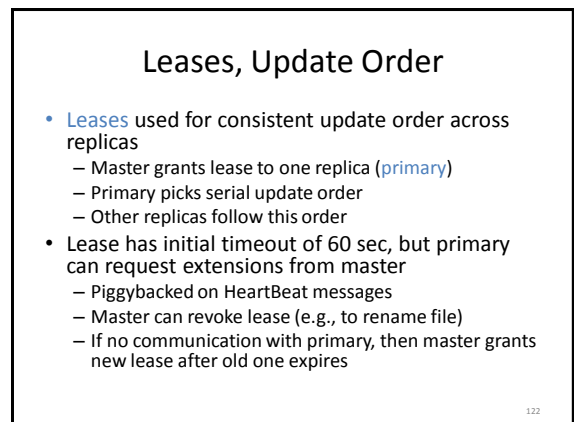 Leases, Update Order
• Leases used for consistent update order across
replicas
– Master grants lease to one replica (primary)
– Primary picks serial update order
– Other replicas follow this order
• Lease has initial timeout of 60 sec, but primary
can request extensions from master
– Piggybacked on HeartBeat messages
– Master can revoke lease (e.g., to rename file)
– If no communication with primary, then master grants
new lease after old one expires
122